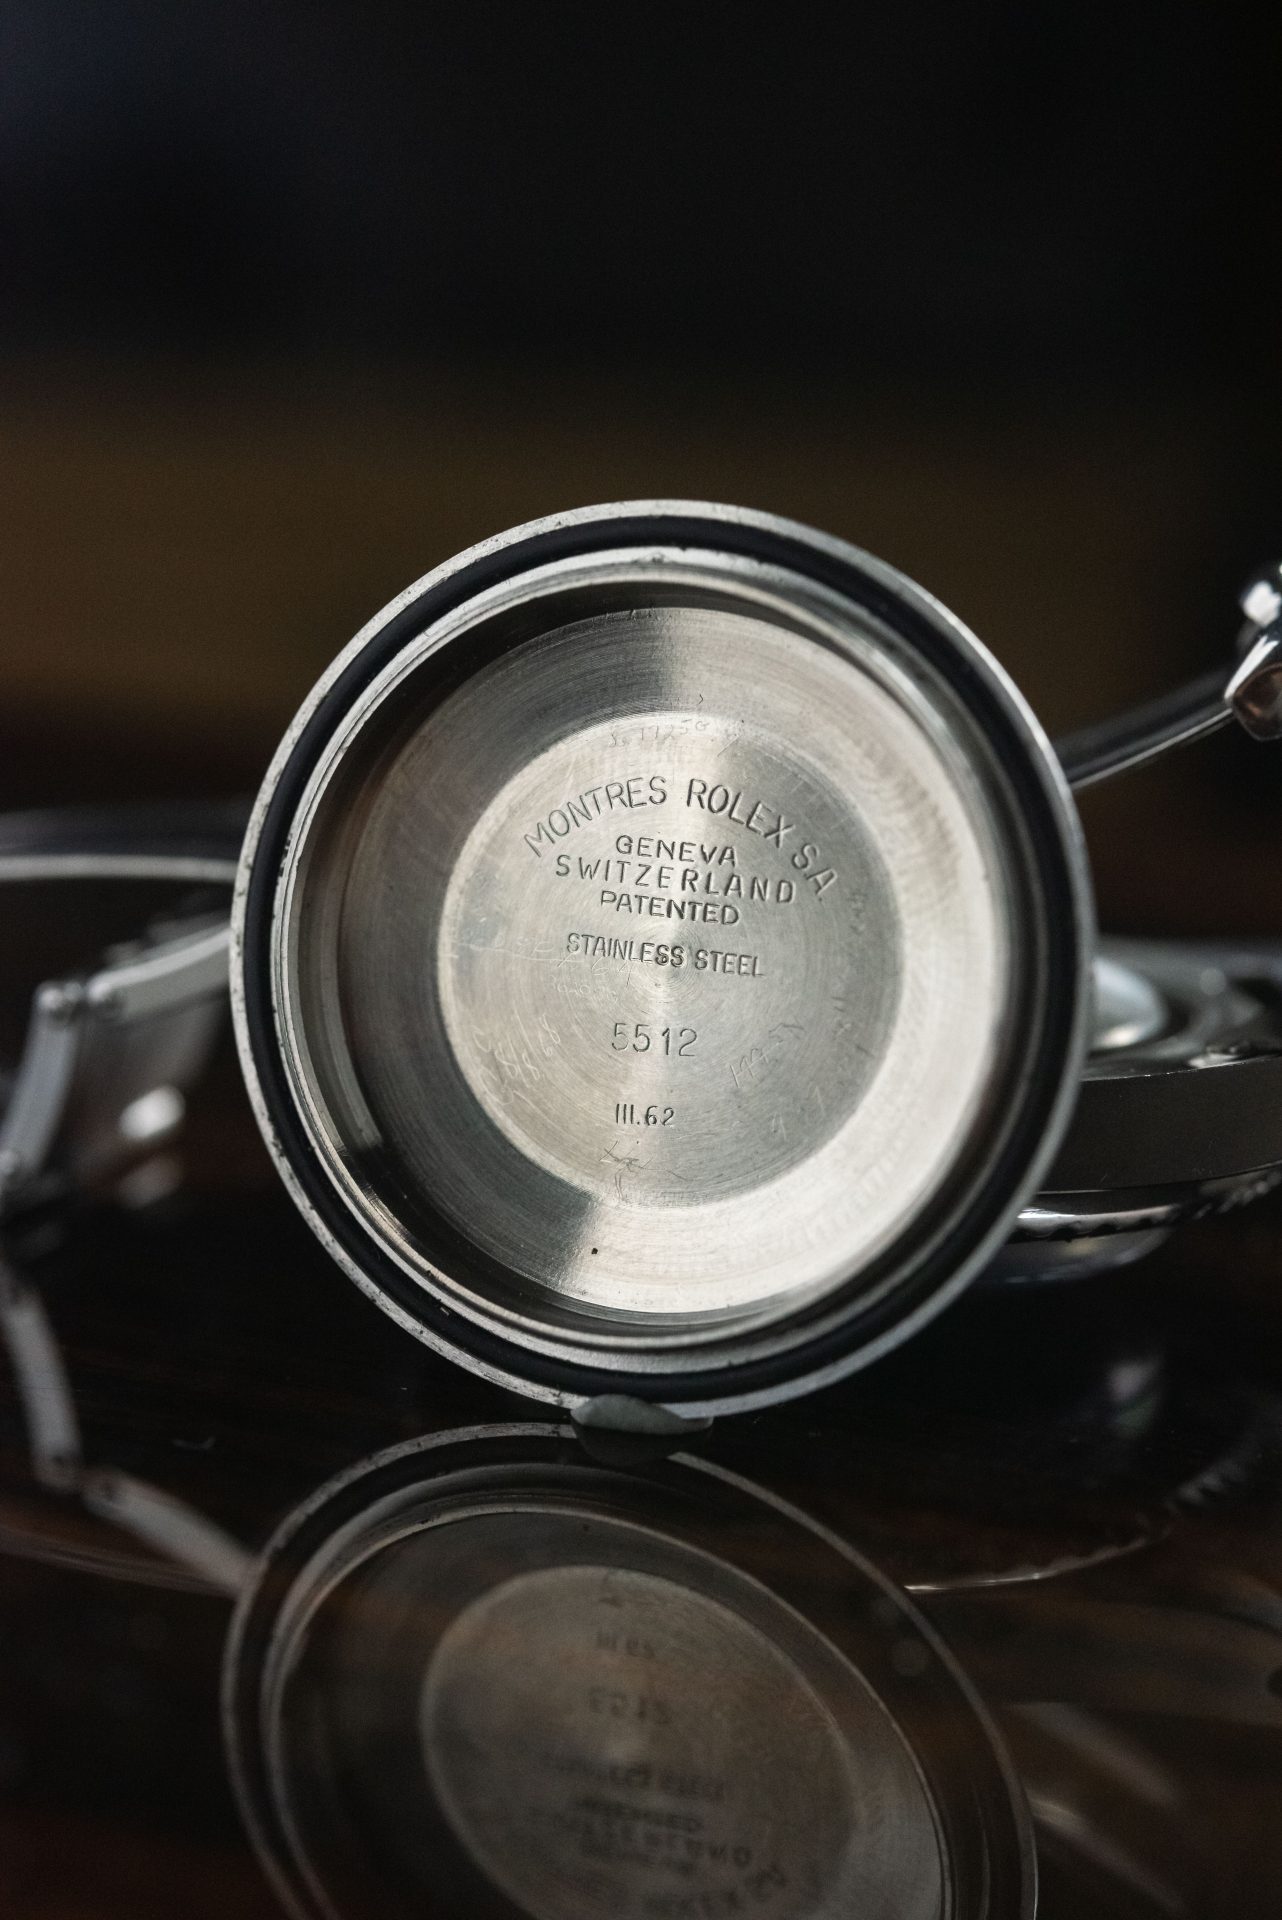 MONTRES ROLEX S.A.
GENEVA
SWITZERLAND
PATENTED
STAINLESS STEEL
5512
III.62